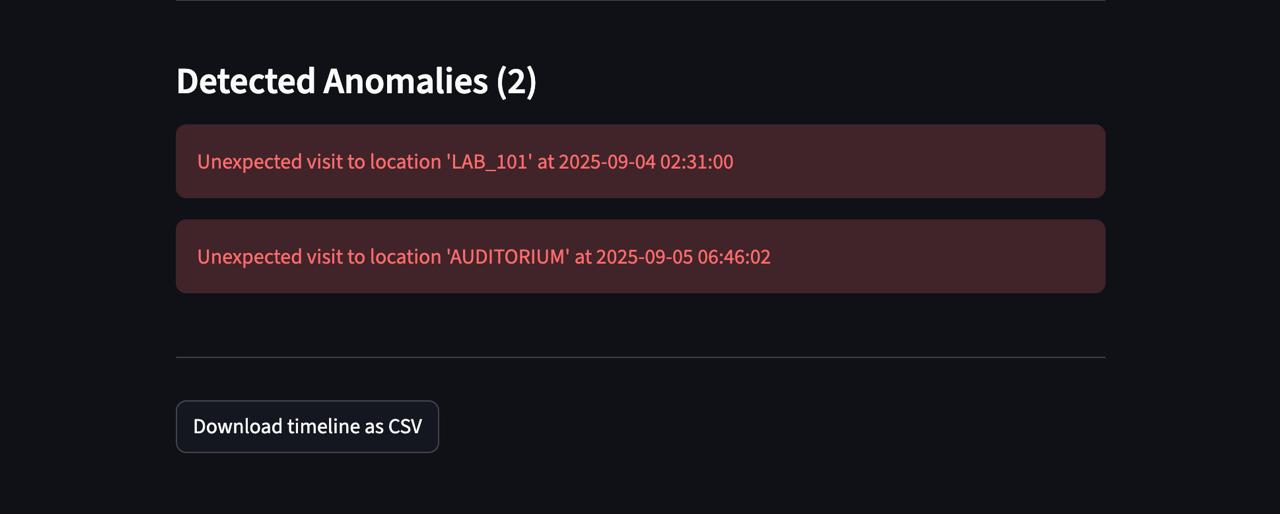 Detected Anomalies (2)
Unexpected visit to location 'LAB_101' at 2025-09-04 02:31:00
Unexpected visit to location 'AUDITORIUM' at 2025-09-05 06:46:02
Download timeline as CSV